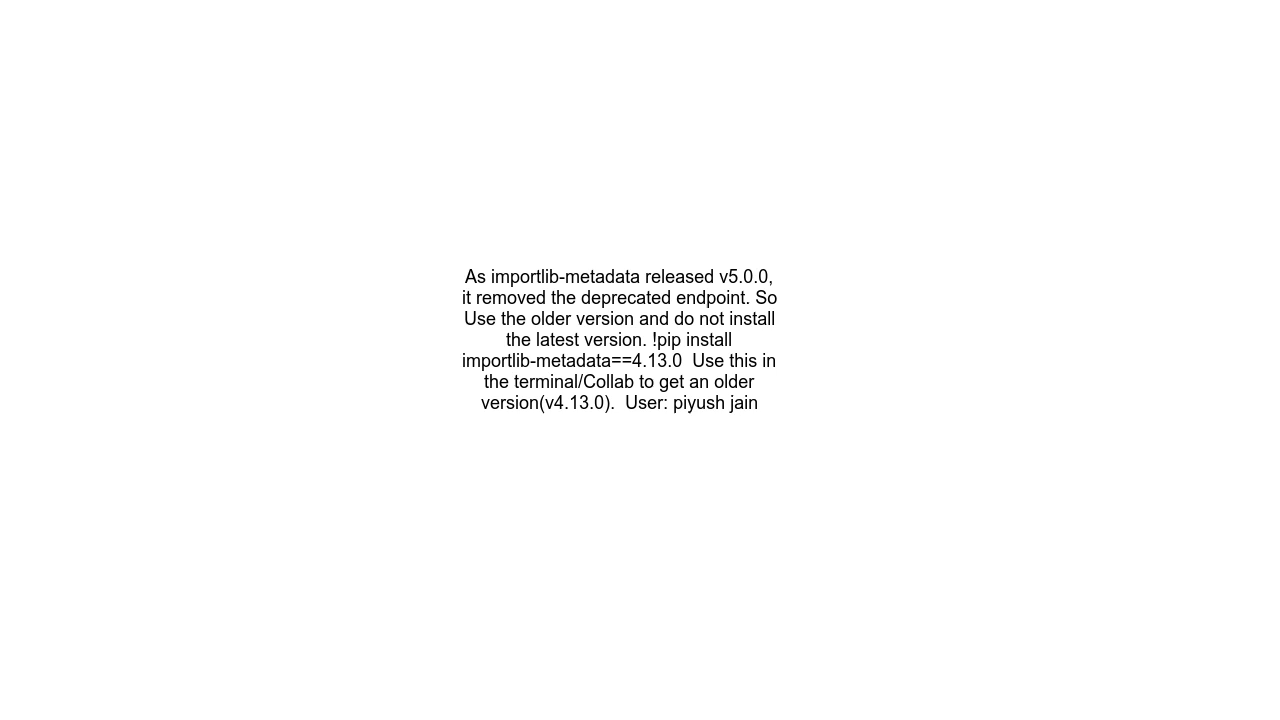 As importlib-metadata released v5.0.0,
it removed the deprecated endpoint. So
Use the older version and do not install
the latest version. !pip install
importlib-metadata==4.13.0  Use this in
the terminal/Collab to get an older
version(v4.13.0).  User: piyush jain